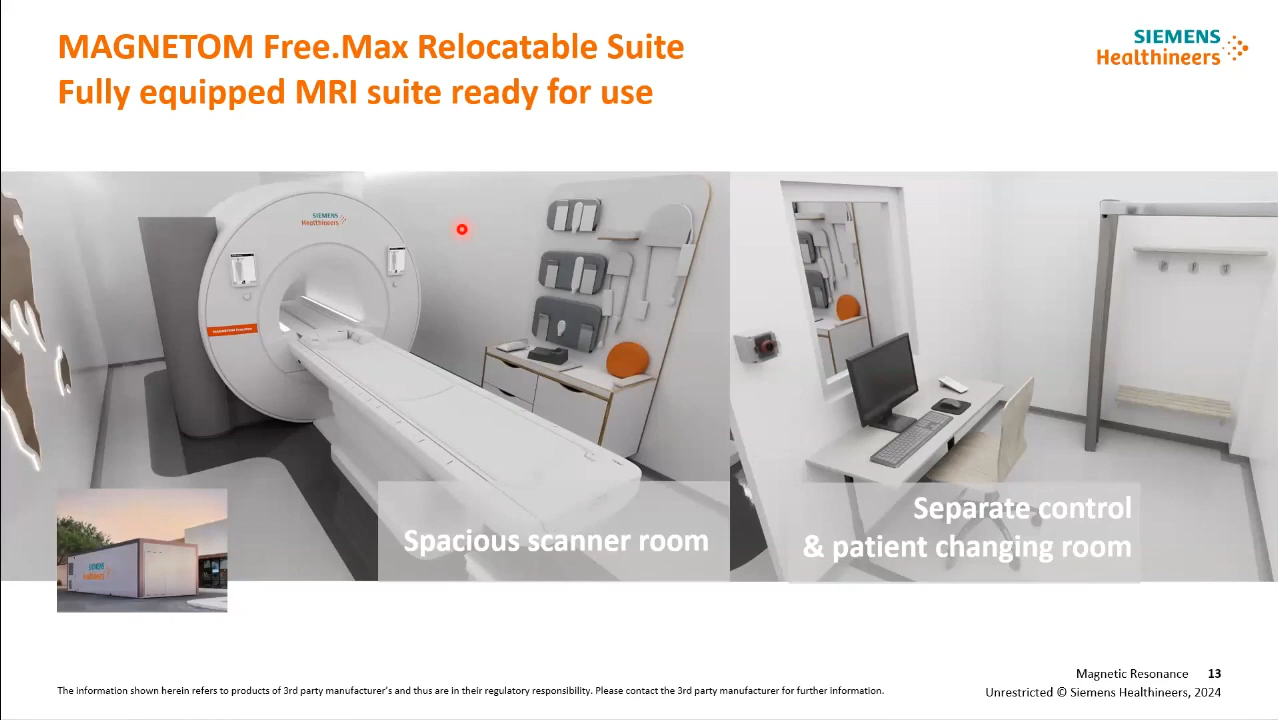 MAGNETOM Free.Max Relocatable Suite
Fully equipped MRI suite ready for use
SIEMENS
Healthineers
SIEMENS
Healthineers
SIEMENS
Healthineers
Spacious scanner room
Separate control
& patient changing room
Magnetic Resonance 13
The information shown herein refers to products of 3rd party manufacturer's and thus are in their regulatory responsibility. Please contact the 3rd party manufacturer for further information.
Unrestricted © Siemens Healthineers, 2024